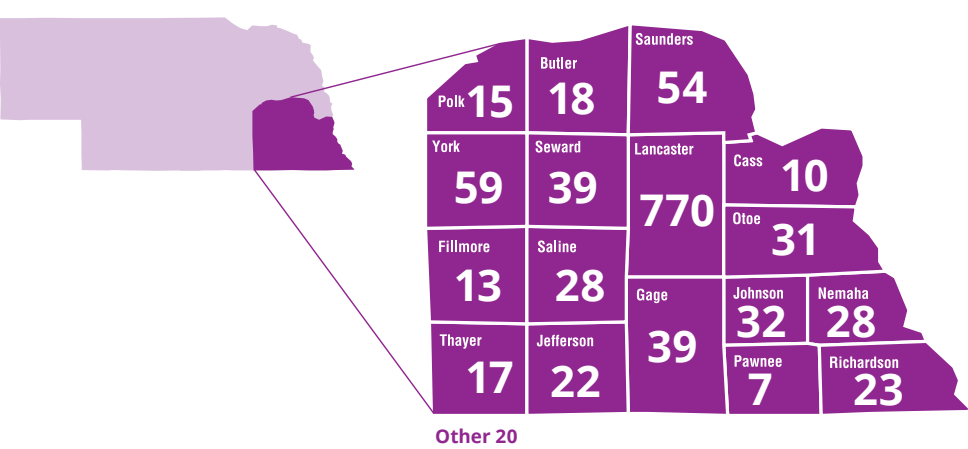 Saunders
54
Butler
18
Polk 15
York
59
Seward
39
Lancaster
770
Cass
10
Otoe
31
Fillmore
13
Saline
28
Gage
39
Johnson
32
Nemaha
28
Thayer
17
Jefferson
22
Pawnee
7
Richardson
23
Other 20